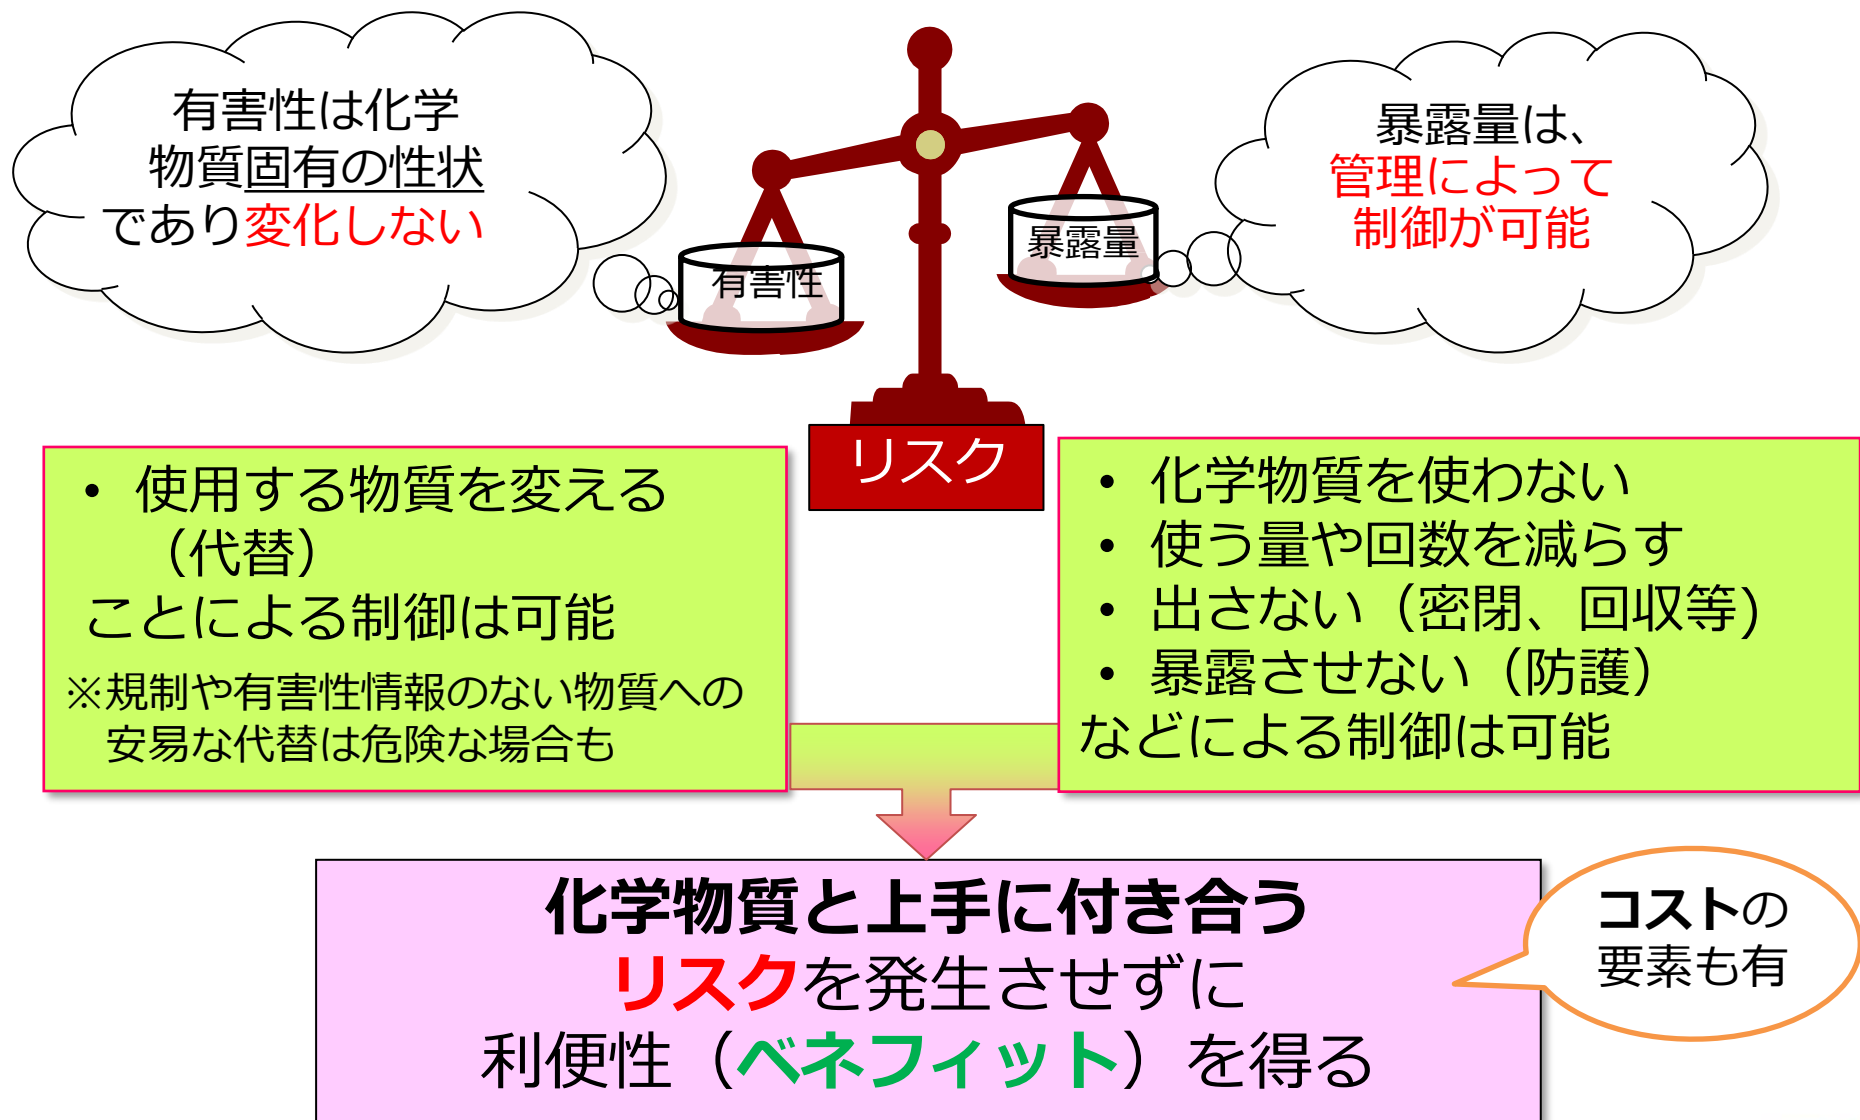 有害性は化学
物質固有の性状
であり変化しない
暴露量は、
管理によって
制御が可能
有害性
暴露量
リスク
• 使用する物質を変える
（代替）
ことによる制御は可能
※規制や有害性情報のない物質への
安易な代替は危険な場合も
• 化学物質を使わない
• 使う量や回数を減らす
• 出さない（密閉、回収等)
• 暴露させない（防護）
などによる制御は可能
化学物質と上手に付き合う
リスクを発生させずに
利便性（ベネフィット）を得る
コストの
要素も有